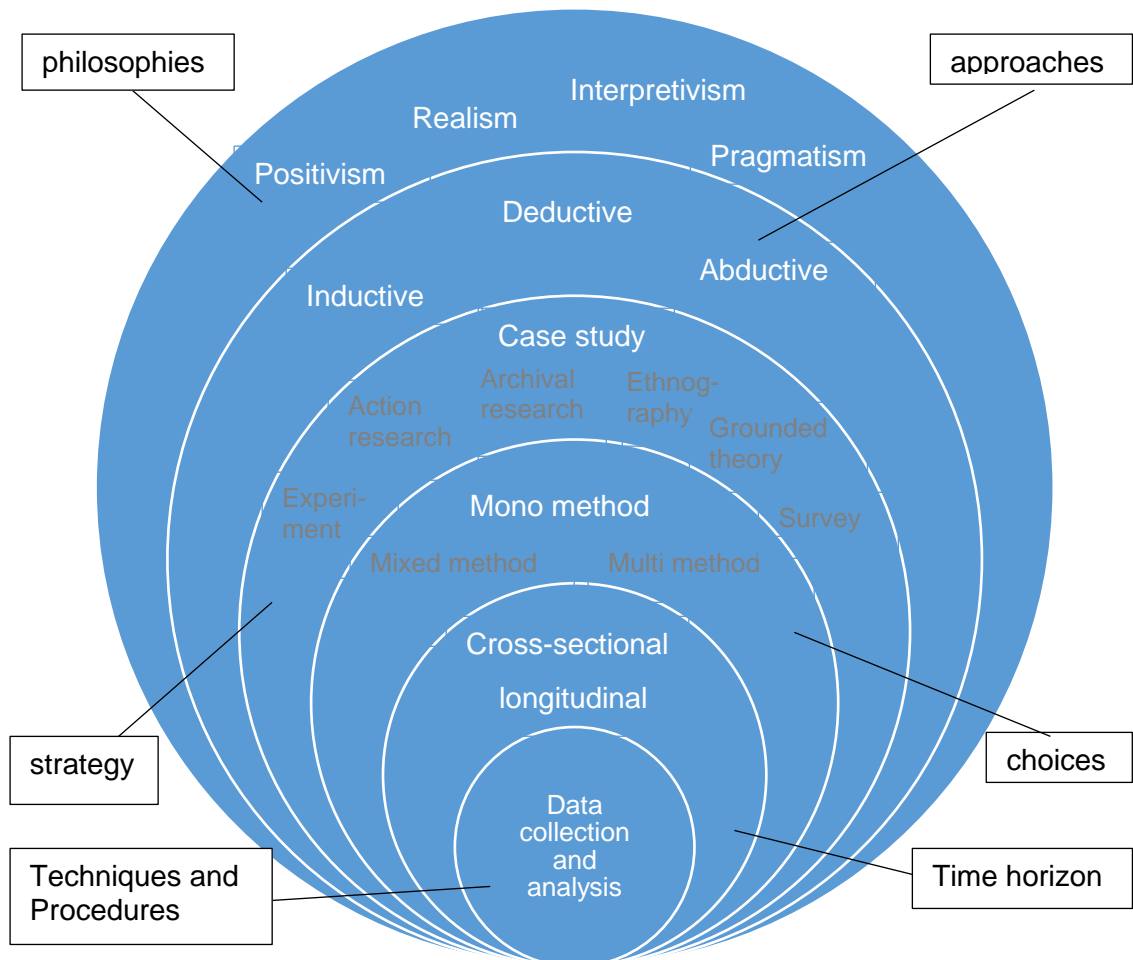 philosophies
approaches
Interpretivism
Realism
Pragmatism
Positivism
Deductive
Abductive
Inductive
Case study
Archival
research
Ethnog-
raphy
Action
research
Grounded
theory
Experi-
ment
Mono method
Survey
Mixed method
Multi method
Cross-sectional
longitudinal
strategy
choices
Data
collection
and
analysis
Techniques and
Procedures
Time horizon